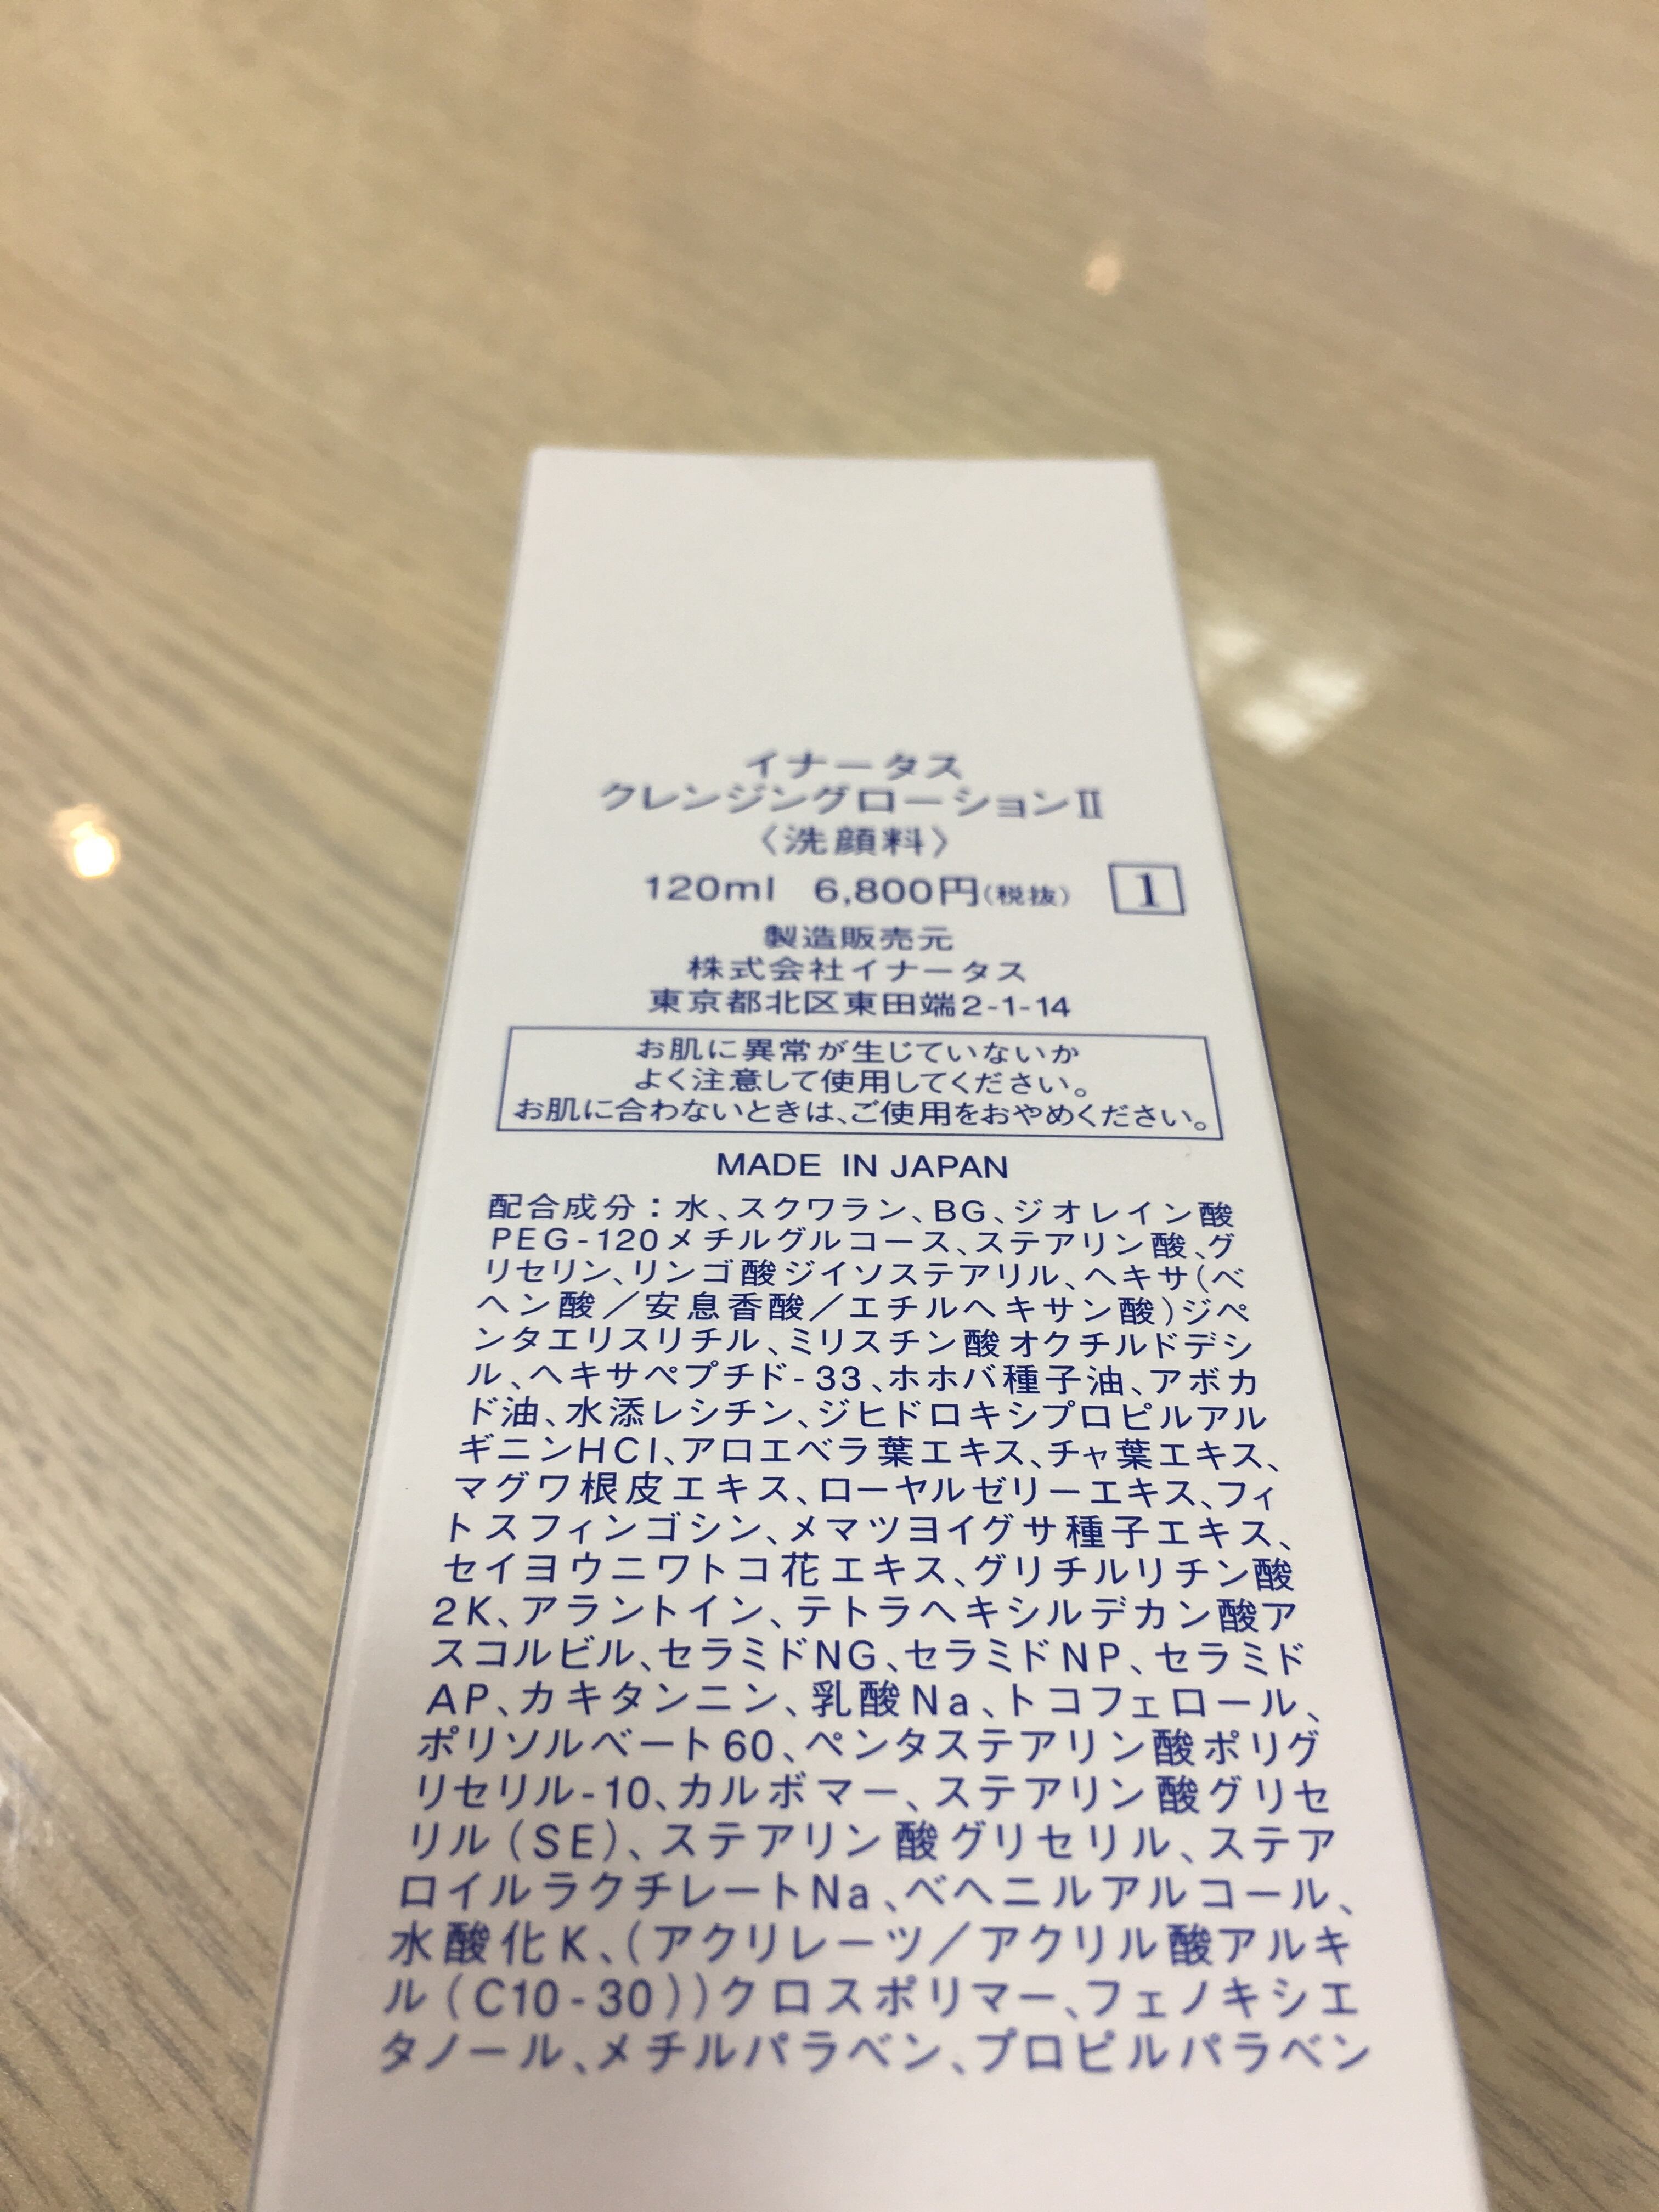 イナータス
クレンジングローションⅡ
〈洗顔料〉
120ml 6,800円(税抜) 1
製造販売元
株式会社イナータス
東京都北区東田端2-1-14
お肌に異常が生じていないか
よく注意して使用してください。
お肌に合わないときは、ご使用をおやめください。
MADE IN JAPAN
配合成分：水、スクワラン、BG、ジオレイン酸
PEG-120メチルグルコース、ステアリン酸、グ
リセリン、リンゴ酸ジイソステアリル、ヘキサ(ベ
ヘン酸／安息香酸／エチルヘキサン酸)ジペ
ンタエリスリチル、ミリスチン酸オクチルドデシ
ル、ヘキサペプチド-33、ホホバ種子油、アボカ
ド油、水添レシチン、ジヒドロキシプロピルアル
ギニンHCl、アロエベラ葉エキス、チャ葉エキス、
マグワ根皮エキス、ローヤルゼリーエキス、フィ
トスフィンゴシン、メマツヨイグサ種子エキス、
セイヨウニワトコ花エキス、グリチルリチン酸
2K、アラントイン、テトラヘキシルデカン酸ア
スコルビル、セラミドNG、セラミドNP、セラミド
AP、カキタンニン、乳酸Na、トコフェロール、
ポリソルベート60、ペンタステアリン酸ポリグ
リセリル-10、カルボマー、ステアリン酸グリセ
リル(SE)、ステアリン酸グリセリル、ステア
ロイルラクチレートNa、ベヘニルアルコール、
水酸化K、(アクリレーツ／アクリル酸アルキ
ル(C10-30))クロスポリマー、フェノキシエ
タノール、メチルパラベン、プロピルパラベン